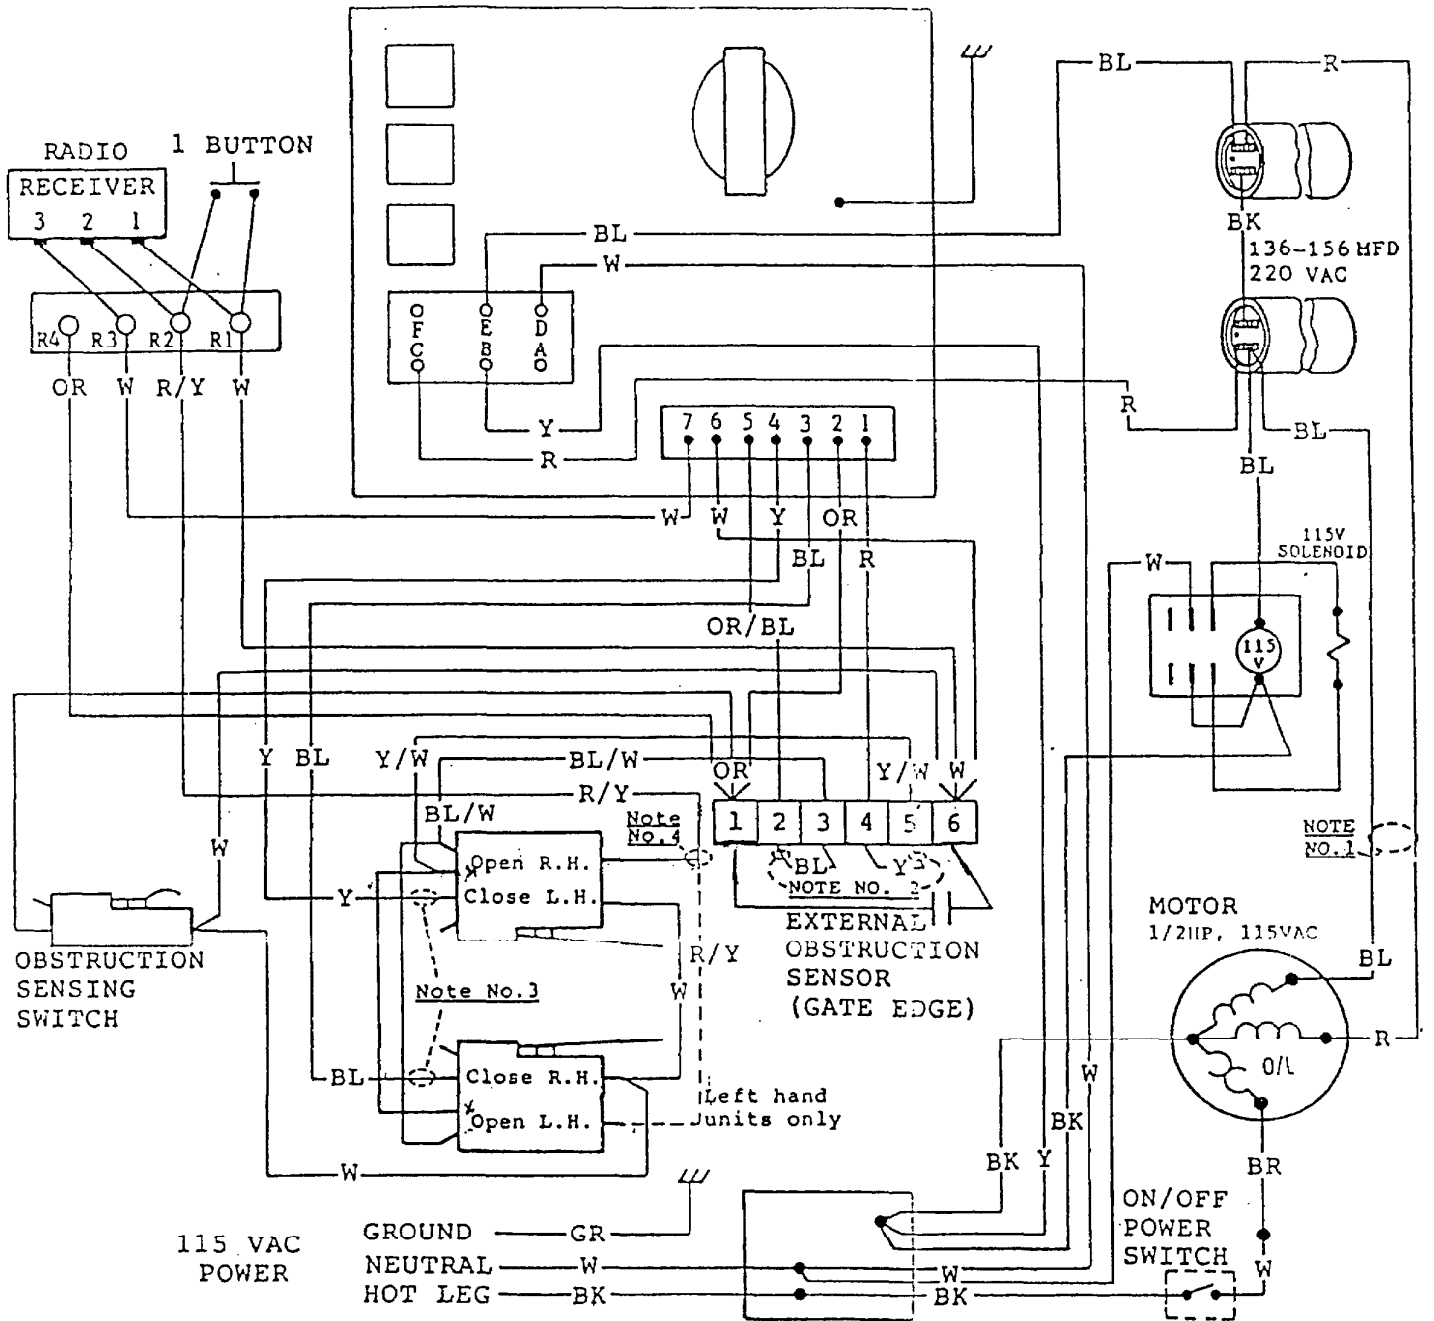 BL
R
1 BUTTON
RADIO
RECEIVER
3 2 1
BK
136-156 MFD
220 VAC
BL
W
F E D
C B A
R4 R3 R2 R1
OR W R/Y W
R
Y
R
7 6 5 4 3 2 1
BL
BL
W W Y OR
BL R
115V
SOLENOID
W
OR/BL
115
V
Y BL Y/W BL/W OR Y/W W
R/Y
BL/W
Note
No.4
1 2 3 4 5 6
NOTE
NO.1
W
Open R.H.
Close L.H.
BL Y
NOTE NO. 2
Y
EXTERNAL
OBSTRUCTION
SENSOR
(GATE EDGE)
MOTOR
1/2HP, 115VAC
BL
R/Y
W
OBSTRUCTION
SENSING
SWITCH
Note No.3
R
O/L
BL
Close R.H.
Open L.H.
Left hand
units only
W
BK
BK Y
BR
W
ON/OFF
POWER
SWITCH
W
115 VAC
POWER
GROUND GR
NEUTRAL W W
HOT LEG BK BK